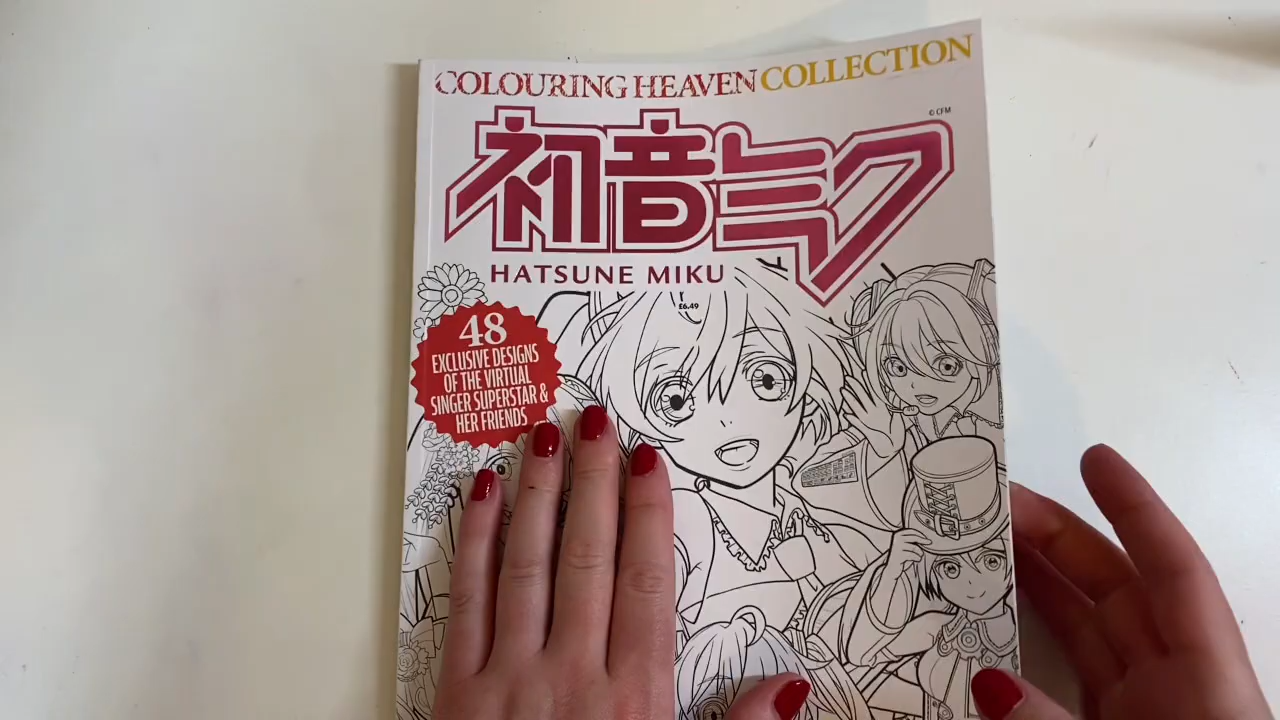 COLOURING HEAVEN COLLECTION
© CFM
初音ミク
HATSUNE MIKU
£6.49
48
EXCLUSIVE DESIGNS
OF THE VIRTUAL
SINGER SUPERSTAR &
HER FRIENDS